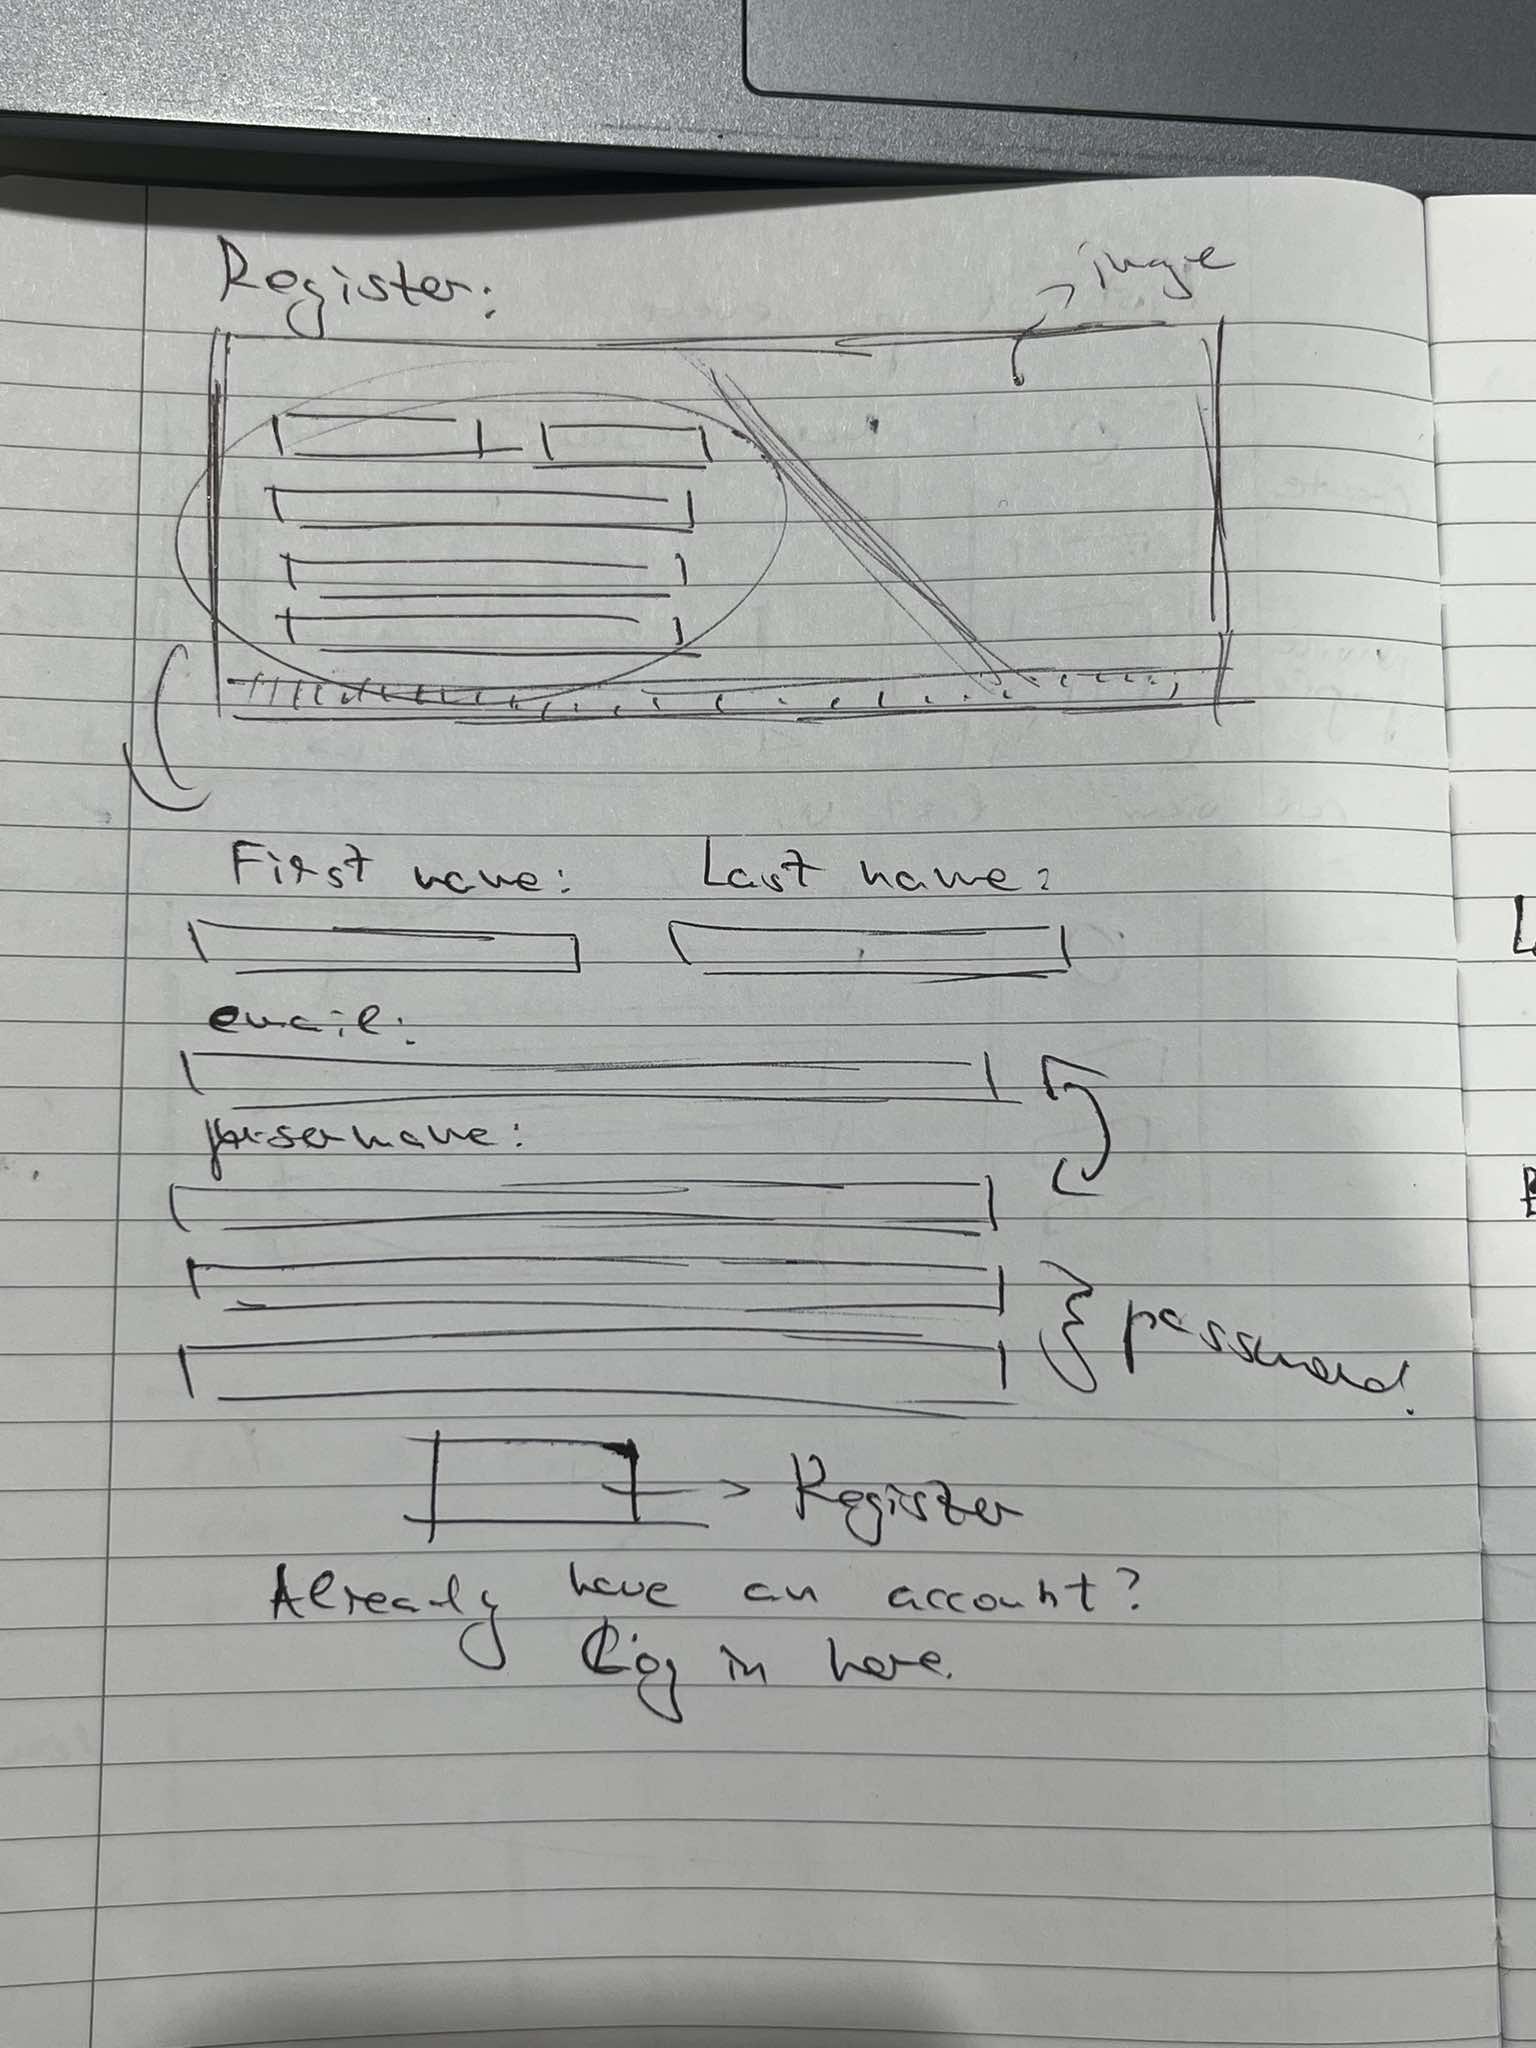 Register:
image
First name:
Last name:
email:
username:
password.
Register
Already have an account?
Log in here.
L